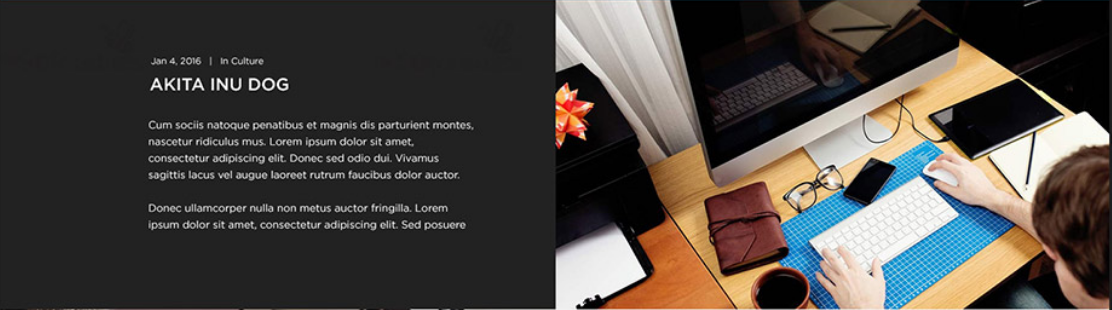 Jan 4, 2016 | In Culture
AKITA INU DOG
Cum sociis natoque penatibus et magnis dis parturient montes,
nascetur ridiculus mus. Lorem ipsum dolor sit amet,
consectetur adipiscing elit. Donec sed odio dui. Vivamus
sagittis lacus vel augue laoreet rutrum faucibus dolor auctor.
Donec ullamcorper nulla non metus auctor fringilla. Lorem
ipsum dolor sit amet, consectetur adipiscing elit. Sed posuere